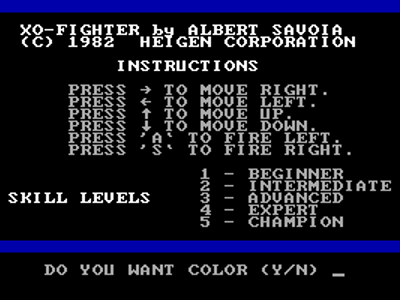 XO-FIGHTER by ALBERT SAVOIA
(C) 1982 HEIGEN CORPORATION
INSTRUCTIONS
PRESS → TO MOVE RIGHT.
PRESS ← TO MOVE LEFT.
PRESS ↑ TO MOVE UP.
PRESS ↓ TO MOVE DOWN.
PRESS 'A' TO FIRE LEFT.
PRESS 'S' TO FIRE RIGHT.
1 - BEGINNER
2 - INTERMEDIATE
SKILL LEVELS 3 - ADVANCED
4 - EXPERT
5 - CHAMPION
DO YOU WANT COLOR (Y/N) _